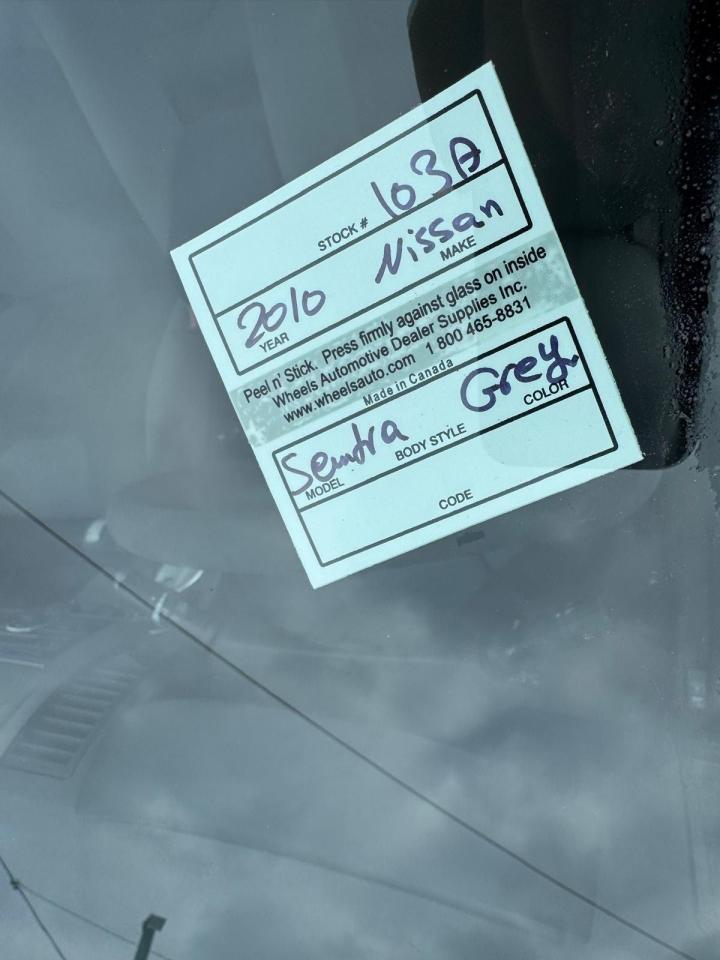 STOCK # 103A
2010 Nissan
YEAR MAKE
Peel n' Stick. Press firmly against glass on inside
Wheels Automotive Dealer Supplies Inc.
www.wheelsauto.com 1 800 465-8831
Made in Canada
Sentra Grey
MODEL BODY STYLE COLOR
CODE